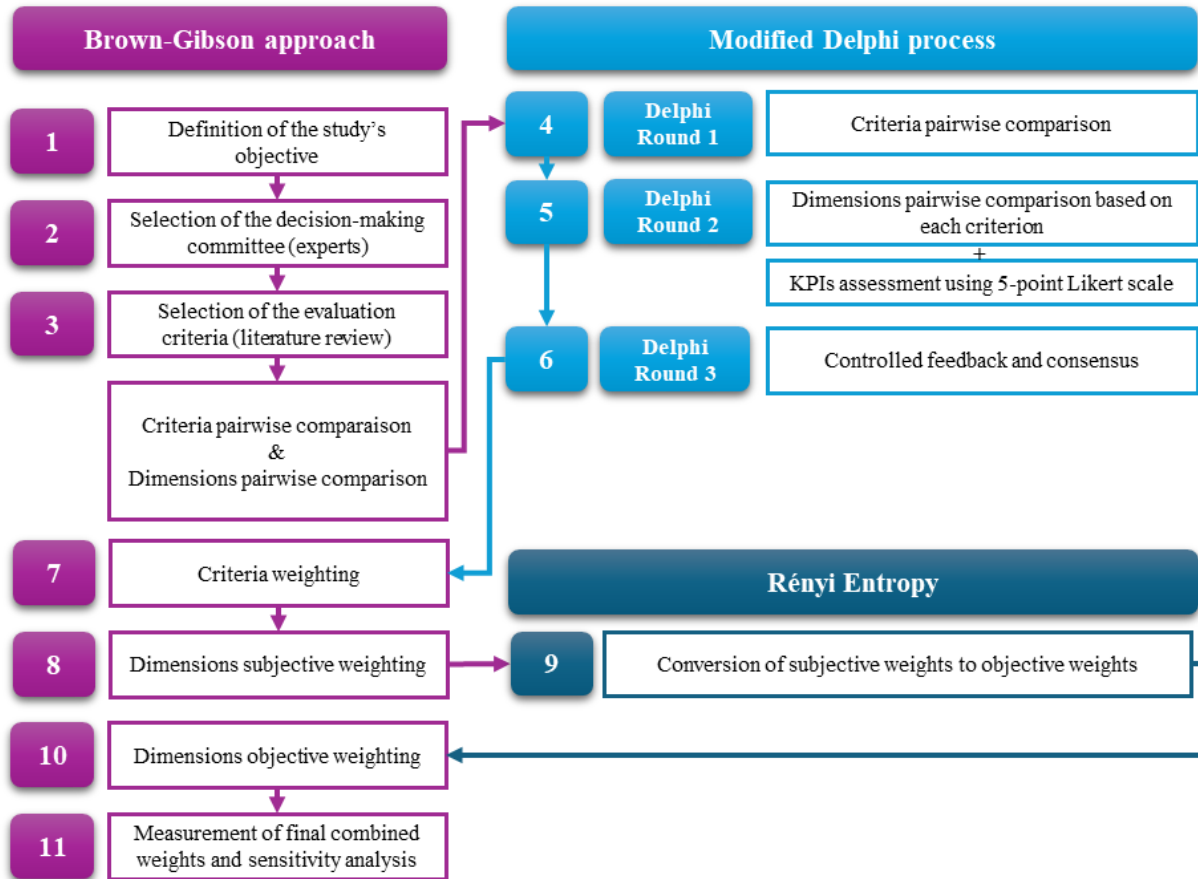 Brown-Gibson approach
1
Definition of the study's
objective
2
Selection of the decision-making
committee (experts)
3
Selection of the evaluation
criteria (literature review)
Criteria pairwise comparaison
&
Dimensions pairwise comparison
Modified Delphi process
4
Delphi
Round 1
Criteria pairwise comparison
5
Delphi
Round 2
Dimensions pairwise comparison based on
each criterion
+
KPIs assessment using 5-point Likert scale
6
Delphi
Round 3
Controlled feedback and consensus
7
Criteria weighting
8
Dimensions subjective weighting
Rényi Entropy
9
Conversion of subjective weights to objective weights
10
Dimensions objective weighting
11
Measurement of final combined
weights and sensitivity analysis